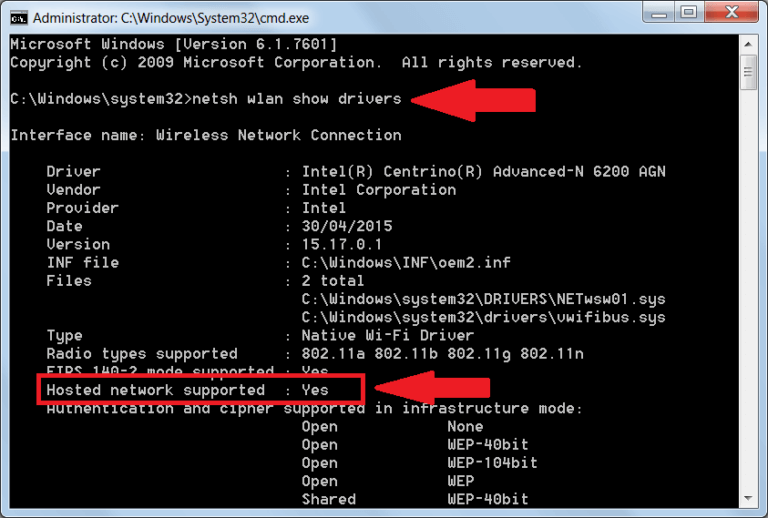 Administrator: C:\Windows\System32\cmd.exe
Microsoft Windows [Version 6.1.7601]
Copyright (c) 2009 Microsoft Corporation.  All rights reserved.
C:\Windows\system32>netsh wlan show drivers
Interface name: Wireless Network Connection
Driver : Intel(R) Centrino(R) Advanced-N 6200 AGN
Vendor : Intel Corporation
Provider : Intel
Date : 30/04/2015
Version : 15.17.0.1
INF file : C:\Windows\INF\oem2.inf
Files : 2 total
C:\Windows\system32\DRIVERS\NETwsw01.sys
C:\Windows\system32\drivers\vwifibus.sys
Type : Native Wi-Fi Driver
Radio types supported : 802.11a 802.11b 802.11g 802.11n
FIPS 140-2 mode supported : Yes
Hosted network supported : Yes
Authentication and cipher supported in infrastructure mode:
Open None
Open WEP-40bit
Open WEP-104bit
Open WEP
Shared WEP-40bit